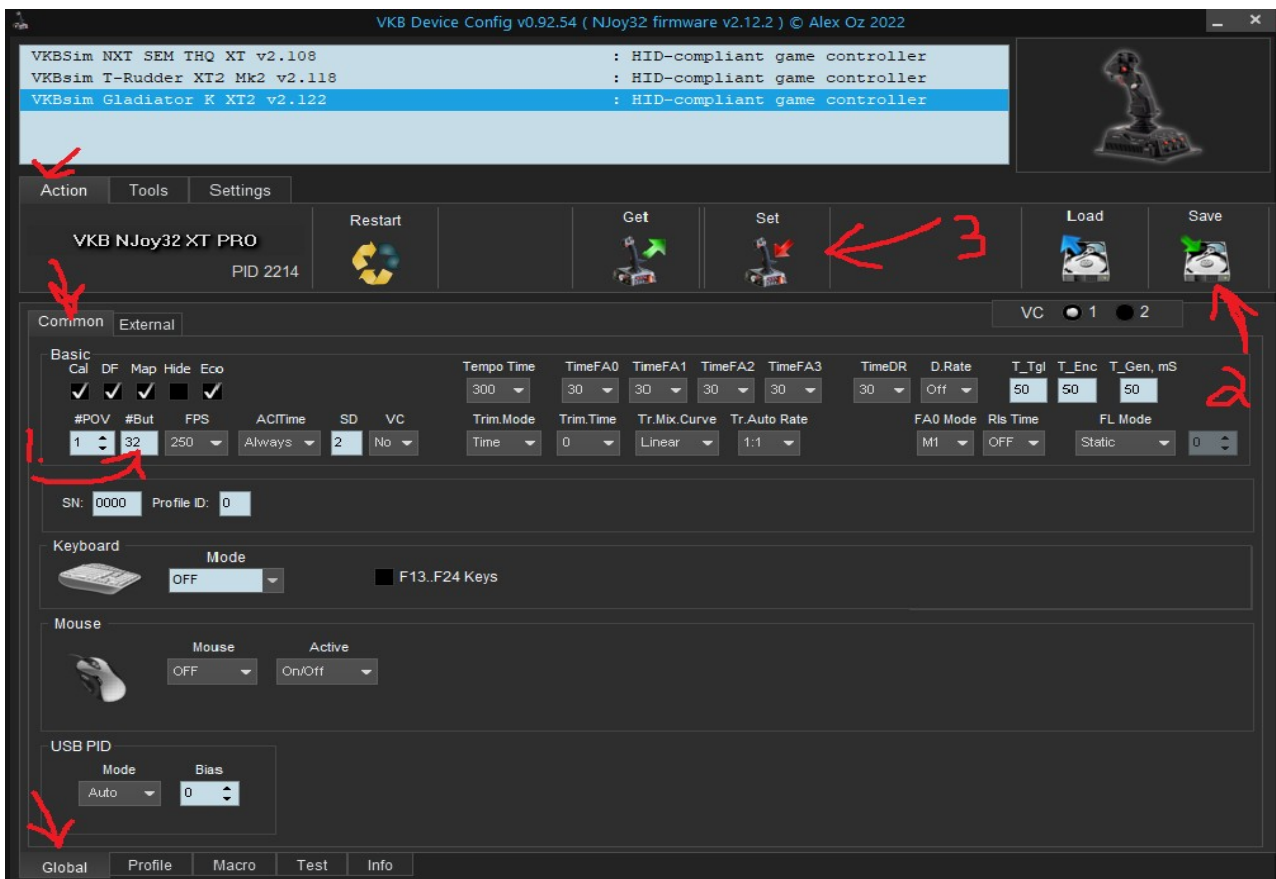 VKB Device Config v0.92.54 ( NJoy32 firmware v2.12.2 ) © Alex Oz 2022
VKBSim NXT SEM THQ XT v2.108 : HID-compliant game controller
VKBsim T-Rudder XT2 Mk2 v2.118 : HID-compliant game controller
VKBsim Gladiator K XT2 v2.122 : HID-compliant game controller
Action Tools Settings
Restart Get Set 3 Load Save
VKB NJoy32 XT PRO
PID 2214
VC 1 2
Common External
Basic
Cal DF Map Hide Eco Tempo Time TimeFA0 TimeFA1 TimeFA2 TimeFA3 TimeDR D.Rate T_Tgl T_Enc T_Gen, mS
300 30 30 30 30 30 Off 50 50 50
2
#POV #But FPS AClTime SD VC Trim.Mode Trim.Time Tr.Mix.Curve Tr.Auto Rate FA0 Mode Rls Time FL Mode
1. 1 32 250 Always 2 No Time 0 Linear 1:1 M1 OFF Static 0
SN: 0000 Profile ID: 0
Keyboard
Mode
OFF F13..F24 Keys
Mouse
Mouse Active
OFF On/Off
USB PID
Mode Bias
Auto 0
Global Profile Macro Test Info